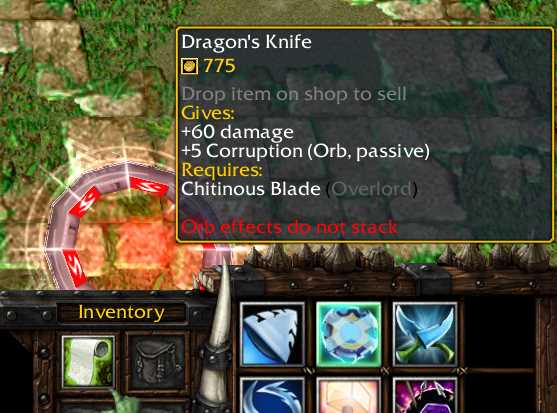 Dragon's Knife
775
Drop item on shop to sell
Gives:
+60 damage
+5 Corruption (Orb, passive)
Requires:
Chitinous Blade (Overlord)
Orb effects do not stack
Inventory